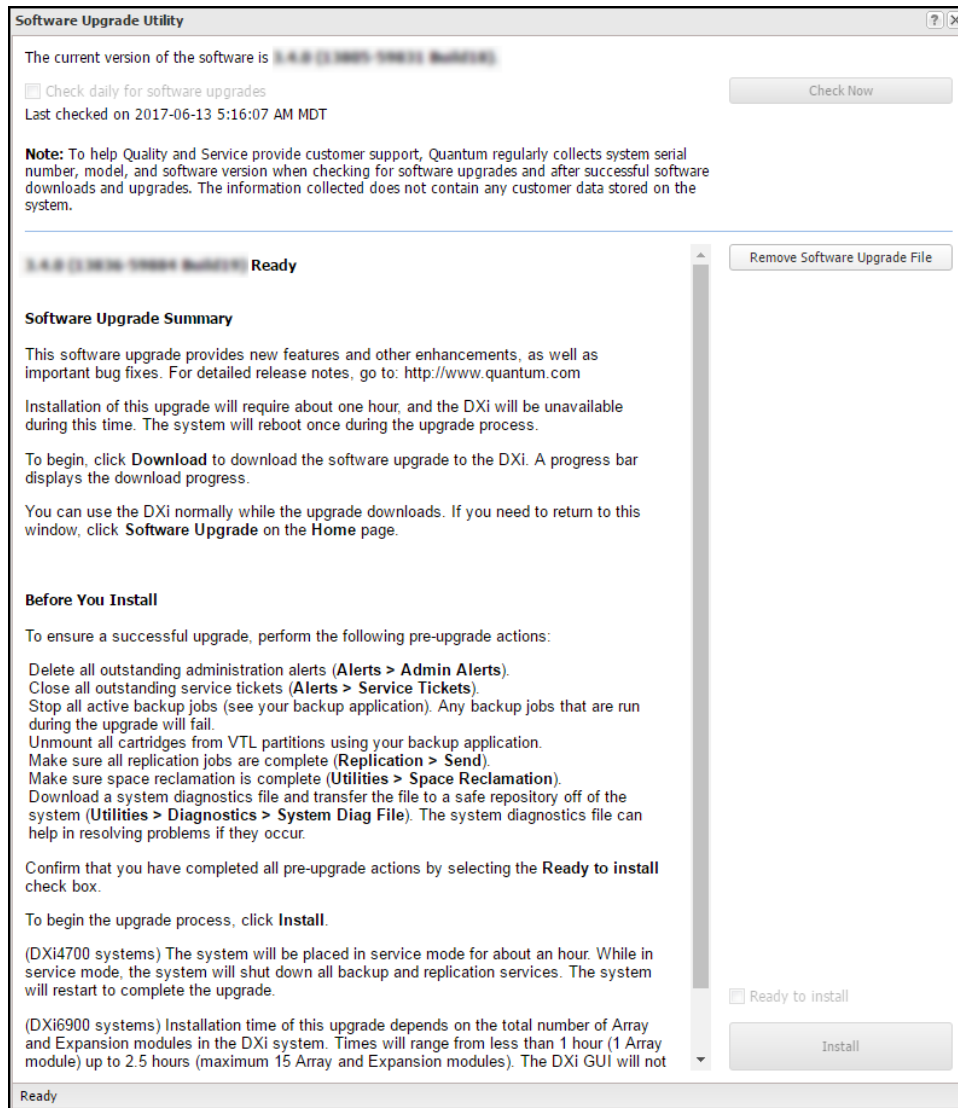 Software Upgrade Utility
The current version of the software is
Check daily for software upgrades
Check Now
Last checked on 2017-06-13 5:16:07 AM MDT
Note: To help Quality and Service provide customer support, Quantum regularly collects system serial
number, model, and software version when checking for software upgrades and after successful software
downloads and upgrades. The information collected does not contain any customer data stored on the
system.
Ready
Remove Software Upgrade File
Software Upgrade Summary
This software upgrade provides new features and other enhancements, as well as
important bug fixes. For detailed release notes, go to: http://www.quantum.com
Installation of this upgrade will require about one hour, and the DXi will be unavailable
during this time. The system will reboot once during the upgrade process.
To begin, click Download to download the software upgrade to the DXi. A progress bar
displays the download progress.
You can use the DXi normally while the upgrade downloads. If you need to return to this
window, click Software Upgrade on the Home page.
Before You Install
To ensure a successful upgrade, perform the following pre-upgrade actions:
Delete all outstanding administration alerts (Alerts > Admin Alerts).
Close all outstanding service tickets (Alerts > Service Tickets).
Stop all active backup jobs (see your backup application). Any backup jobs that are run
during the upgrade will fail.
Unmount all cartridges from VTL partitions using your backup application.
Make sure all replication jobs are complete (Replication > Send).
Make sure space reclamation is complete (Utilities > Space Reclamation).
Download a system diagnostics file and transfer the file to a safe repository off of the
system (Utilities > Diagnostics > System Diag File). The system diagnostics file can
help in resolving problems if they occur.
Confirm that you have completed all pre-upgrade actions by selecting the Ready to install
check box.
To begin the upgrade process, click Install.
(DXi4700 systems) The system will be placed in service mode for about an hour. While in
service mode, the system will shut down all backup and replication services. The system
will restart to complete the upgrade.
(DXi6900 systems) Installation time of this upgrade depends on the total number of Array
and Expansion modules in the DXi system. Times will range from less than 1 hour (1 Array
module) up to 2.5 hours (maximum 15 Array and Expansion modules). The DXi GUI will not
Ready to install
Install
Ready